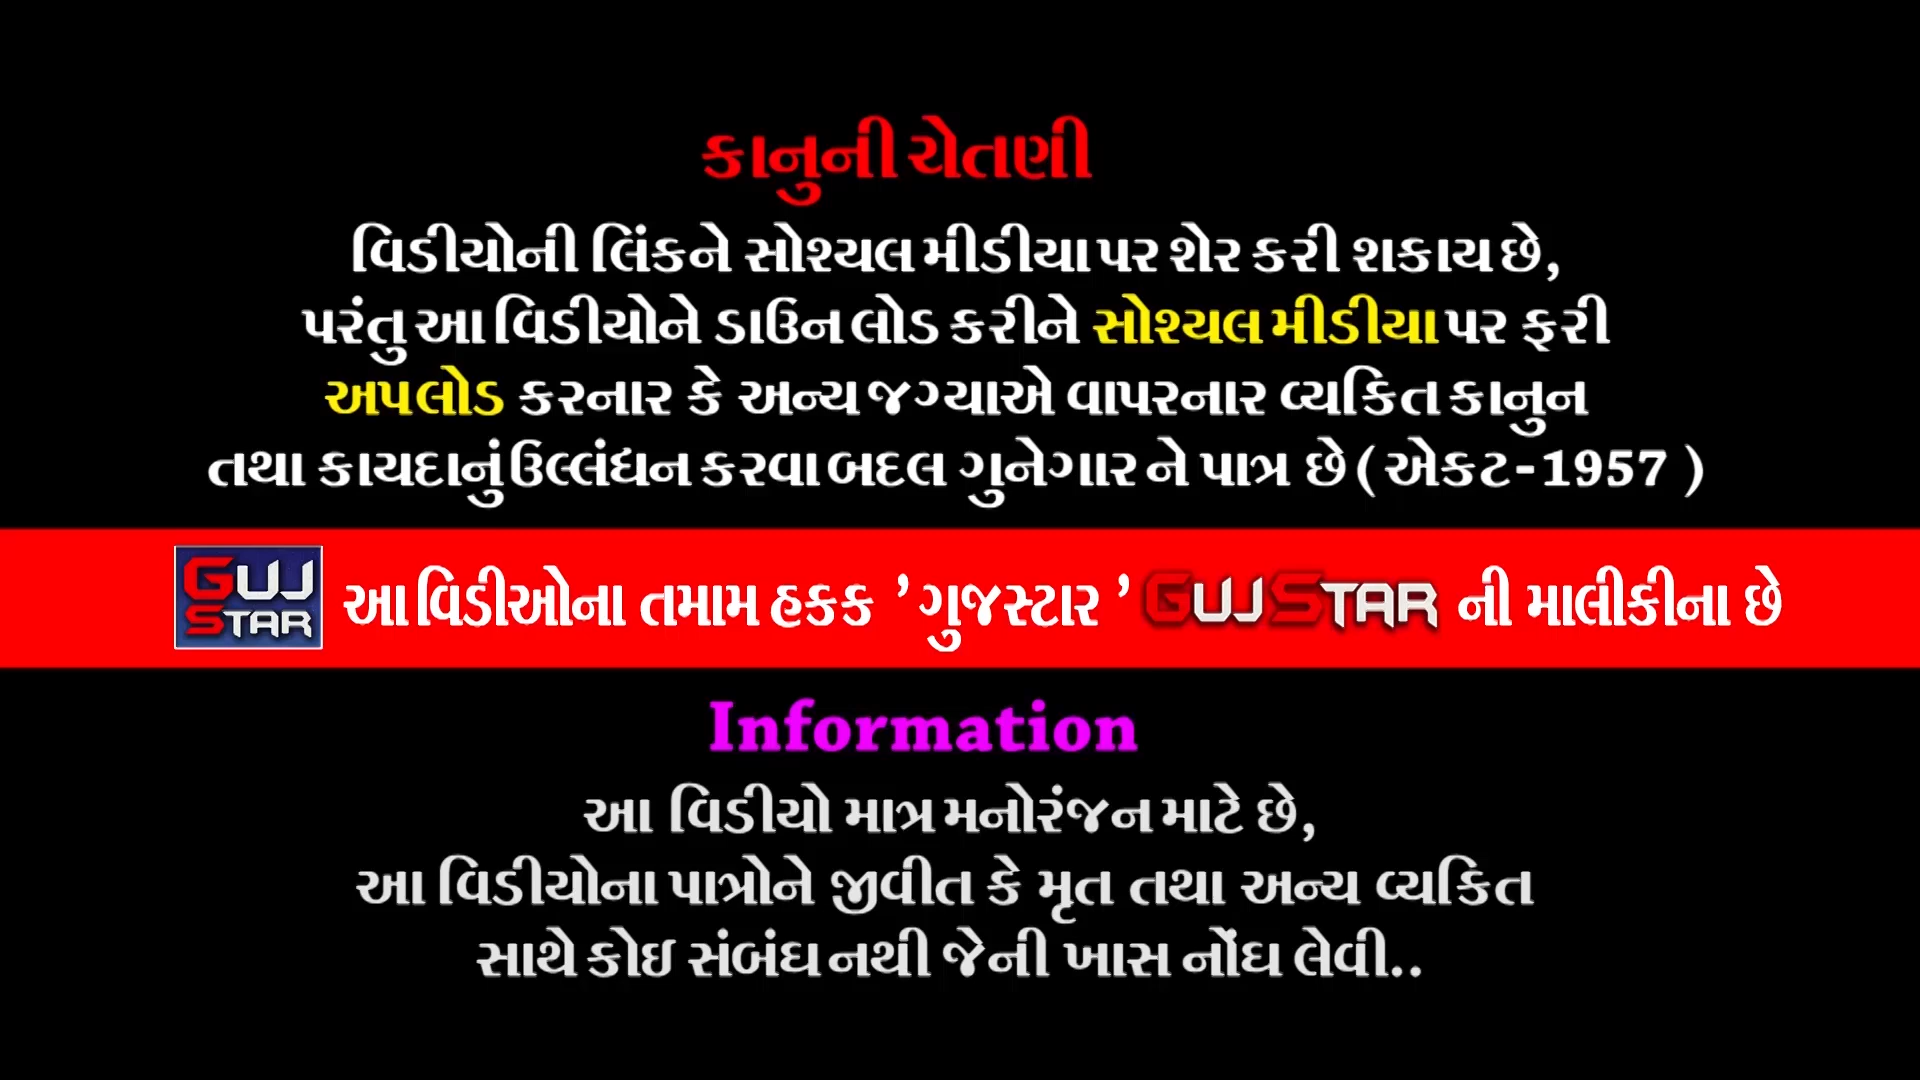 કાનુની ચેતણી
વિડીયોની લિંકને સોશ્યલ મીડીયા પર શેર કરી શકાય છે,
પરંતુ આ વિડીયોને ડાઉન લોડ કરીને સોશ્યલ મીડીયા પર ફરી
અપલોડ કરનાર કે અન્ય જગ્યાએ વાપરનાર વ્યકિત કાનુન
તથા કાયદાનું ઉલ્લંઘન કરવા બદલ ગુનેગાર ને પાત્ર છે ( એકટ-1957 )
GUJ STAR આ વિડીઓના તમામ હકક ' ગુજસ્ટાર ' GUJ STAR ની માલીકીના છે
Information
આ વિડીયો માત્ર મનોરંજન માટે છે,
આ વિડીયોના પાત્રોને જીવીત કે મૃત તથા અન્ય વ્યકિત
સાથે કોઇ સંબંઘ નથી જેની ખાસ નોંઘ લેવી..